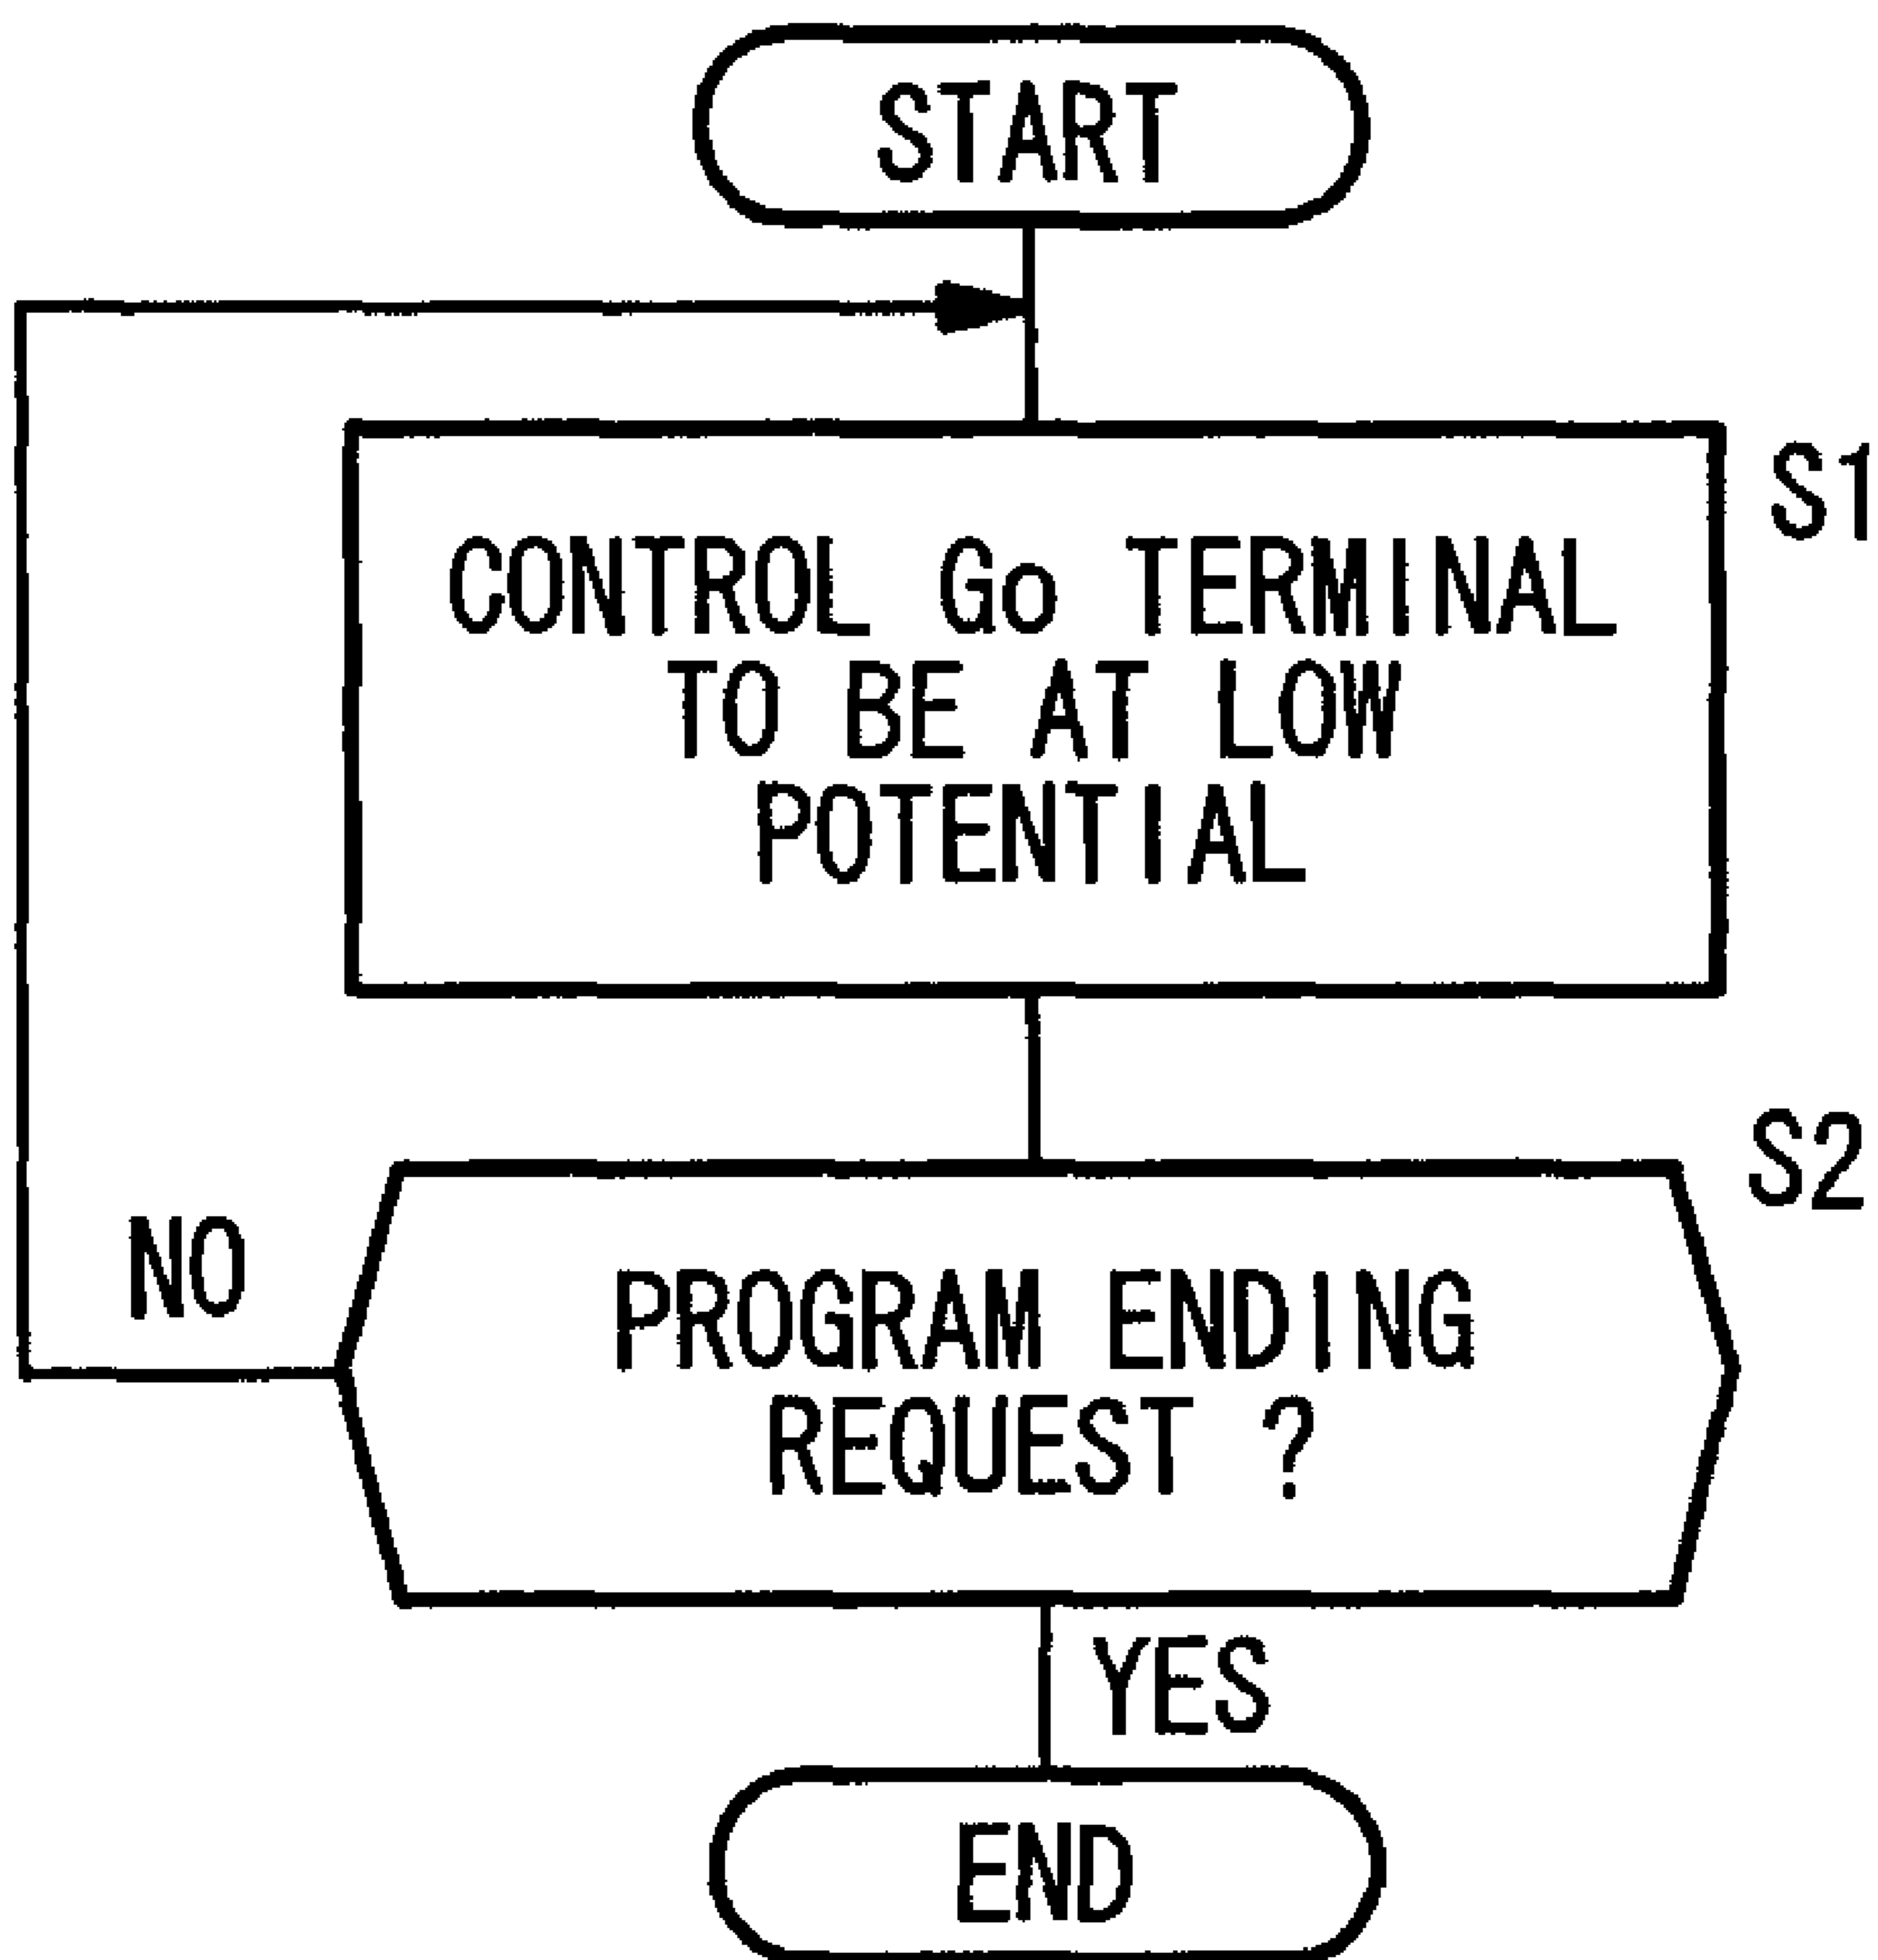 START
S1
CONTROL Go TERMINAL
TO BE AT LOW
POTENTIAL
S2
NO
PROGRAM ENDING
REQUEST ?
YES
END